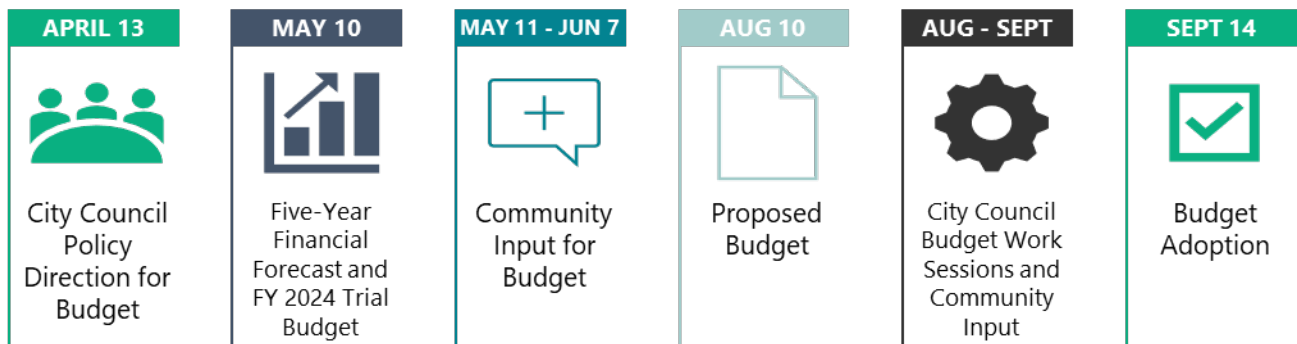 APRIL 13
City Council
Policy
Direction for
Budget
MAY 10
Five-Year
Financial
Forecast and
FY 2024 Trial
Budget
MAY 11 - JUN 7
Community
Input for
Budget
AUG 10
Proposed
Budget
AUG - SEPT
City Council
Budget Work
Sessions and
Community
Input
SEPT 14
Budget
Adoption